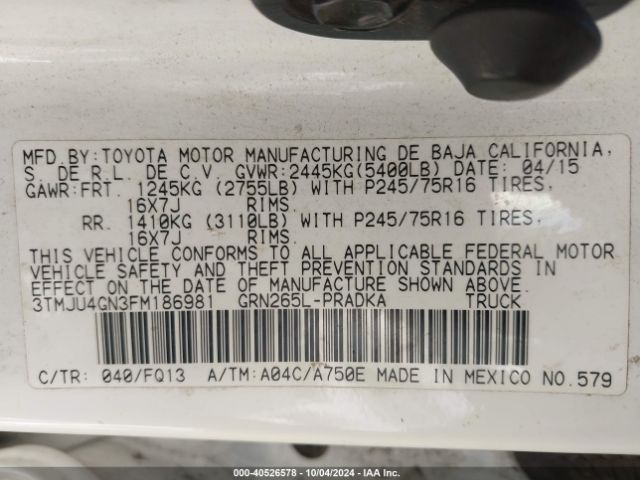 MFD.BY:TOYOTA MOTOR MANUFACTURING DE BAJA CALIFORNIA,
S. DE R.L. DE C.V. GVWR:2445KG(5400LB) DATE: 04/15
GAWR:FRT. 1245KG (2755LB) WITH P245/75R16 TIRES,
16X7J RIMS.
RR. 1410KG (3110LB) WITH P245/75R16 TIRES,
16X7J RIMS.
THIS VEHICLE CONFORMS TO ALL APPLICABLE FEDERAL MOTOR
VEHICLE SAFETY AND THEFT PREVENTION STANDARDS IN
EFFECT ON THE DATE OF MANUFACTURE SHOWN ABOVE.
3TMJU4GN3FM186981 GRN265L-PRADKA TRUCK
C/TR: 040/FQ13 A/TM:A04C/A750E MADE IN MEXICO NO.579
000-40526578 - 10/04/2024 - IAA Inc.